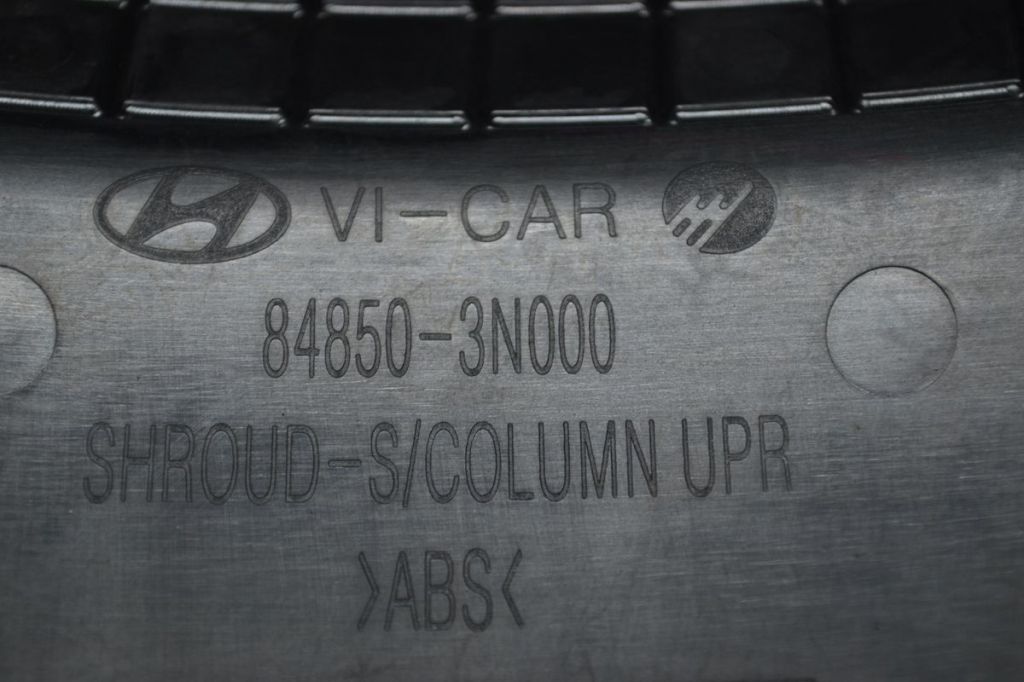 VI-CAR
84850-3N000
SHROUD-S/COLUMN UPR
>ABS<